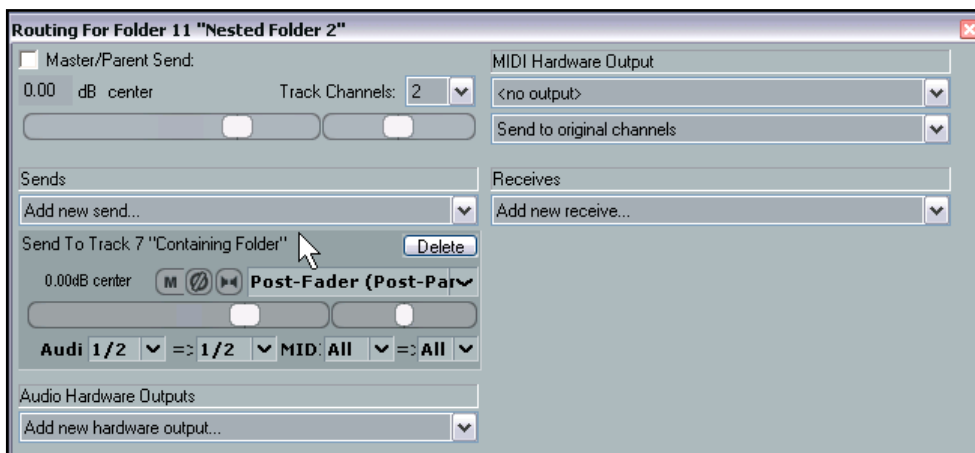 Routing For Folder 11 "Nested Folder 2"
Master/Parent Send:
0.00 dB center Track Channels: 2
MIDI Hardware Output
<no output>
Send to original channels
Sends
Add new send...
Receives
Add new receive...
Send To Track 7 "Containing Folder" Delete
0.00dB center M Post-Fader (Post-Par
Audi 1/2 => 1/2 MID: All => All
Audio Hardware Outputs
Add new hardware output...